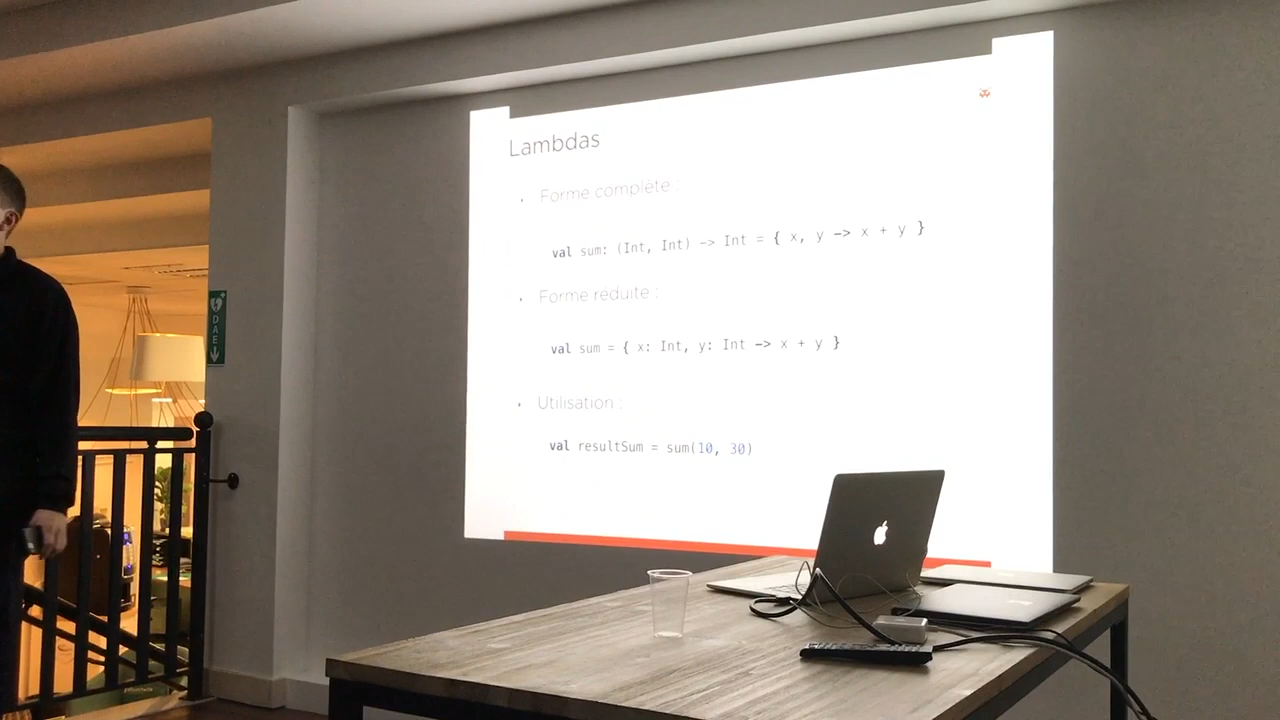 Lambdas
• Forme complète :
val sum: (Int, Int) -> Int = { x, y -> x + y }
• Forme réduite :
val sum = { x: Int, y: Int -> x + y }
• Utilisation :
val resultSum = sum(10, 30)
DAE